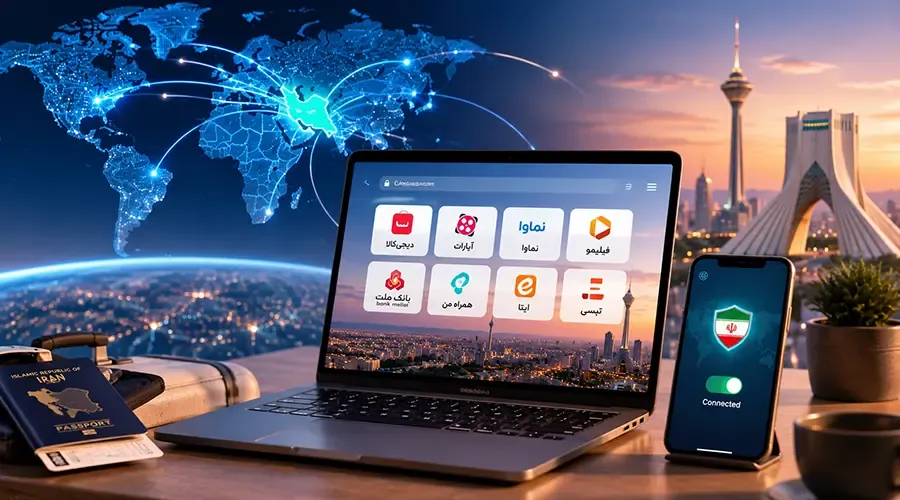 دیجی‌کالا
آپارات
نماوا
نماوا
فیلیمو
بانک ملت
bank mellat
همراه من
ایتا
تپسی
ISLAMIC REPUBLIC OF
IRAN
PASSPORT
Connected